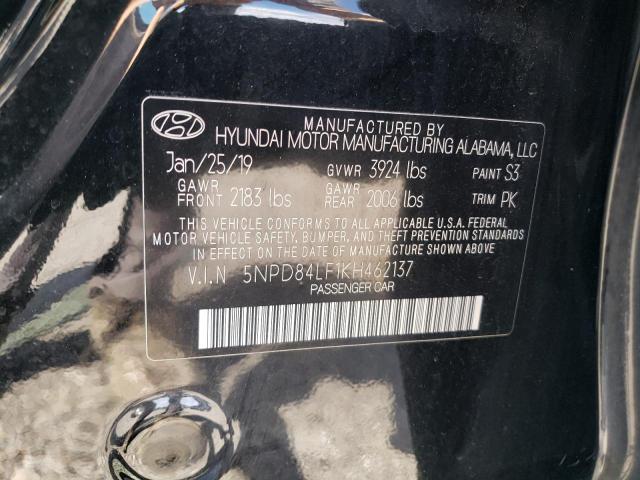 MANUFACTURED BY
HYUNDAI MOTOR MANUFACTURING ALABAMA, LLC
Jan/25/19 GVWR 3924 lbs PAINT S3
GAWR FRONT 2183 lbs GAWR REAR 2006 lbs TRIM PK
THIS VEHICLE CONFORMS TO ALL APPLICABLE U.S.A. FEDERAL
MOTOR VEHICLE SAFETY, BUMPER, AND THEFT PREVENTION STANDARDS
IN EFFECT ON THE DATE OF MANUFACTURE SHOWN ABOVE.
V.I.N 5NPD84LF1KH462137
PASSENGER CAR